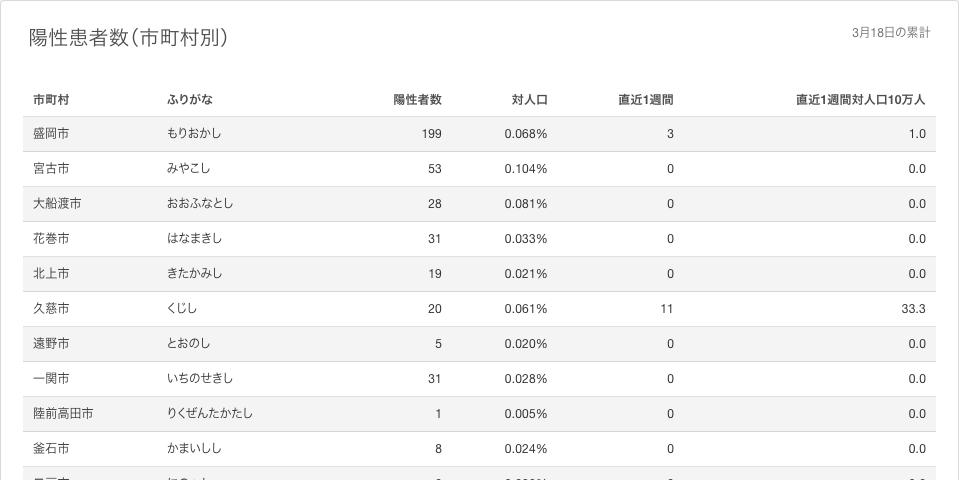 陽性患者数(市町村別)
3月18日の累計
市町村 ふりがな 陽性者数 対人口 直近1週間 直近1週間対人口10万人
盛岡市 もりおかし 199 0.068% 3 1.0
宮古市 みやこし 53 0.104% 0 0.0
大船渡市 おおふなとし 28 0.081% 0 0.0
花巻市 はなまきし 31 0.033% 0 0.0
北上市 きたかみし 19 0.021% 0 0.0
久慈市 くじし 20 0.061% 11 33.3
遠野市 とおのし 5 0.020% 0 0.0
一関市 いちのせきし 31 0.028% 0 0.0
陸前高田市 りくぜんたかたし 1 0.005% 0 0.0
釜石市 かまいしし 8 0.024% 0 0.0